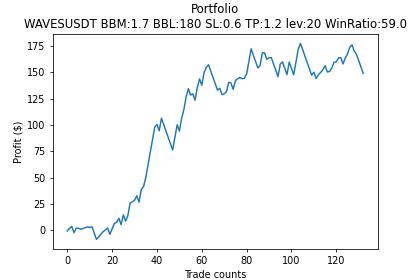 Portfolio
WAVESUSDT BBM:1.7 BBL:180 SL:0.6 TP:1.2 lev:20 WinRatio:59.0
175
150
125
100
75
50
25
0
Profit ($)
0 20 40 60 80 100 120
Trade counts